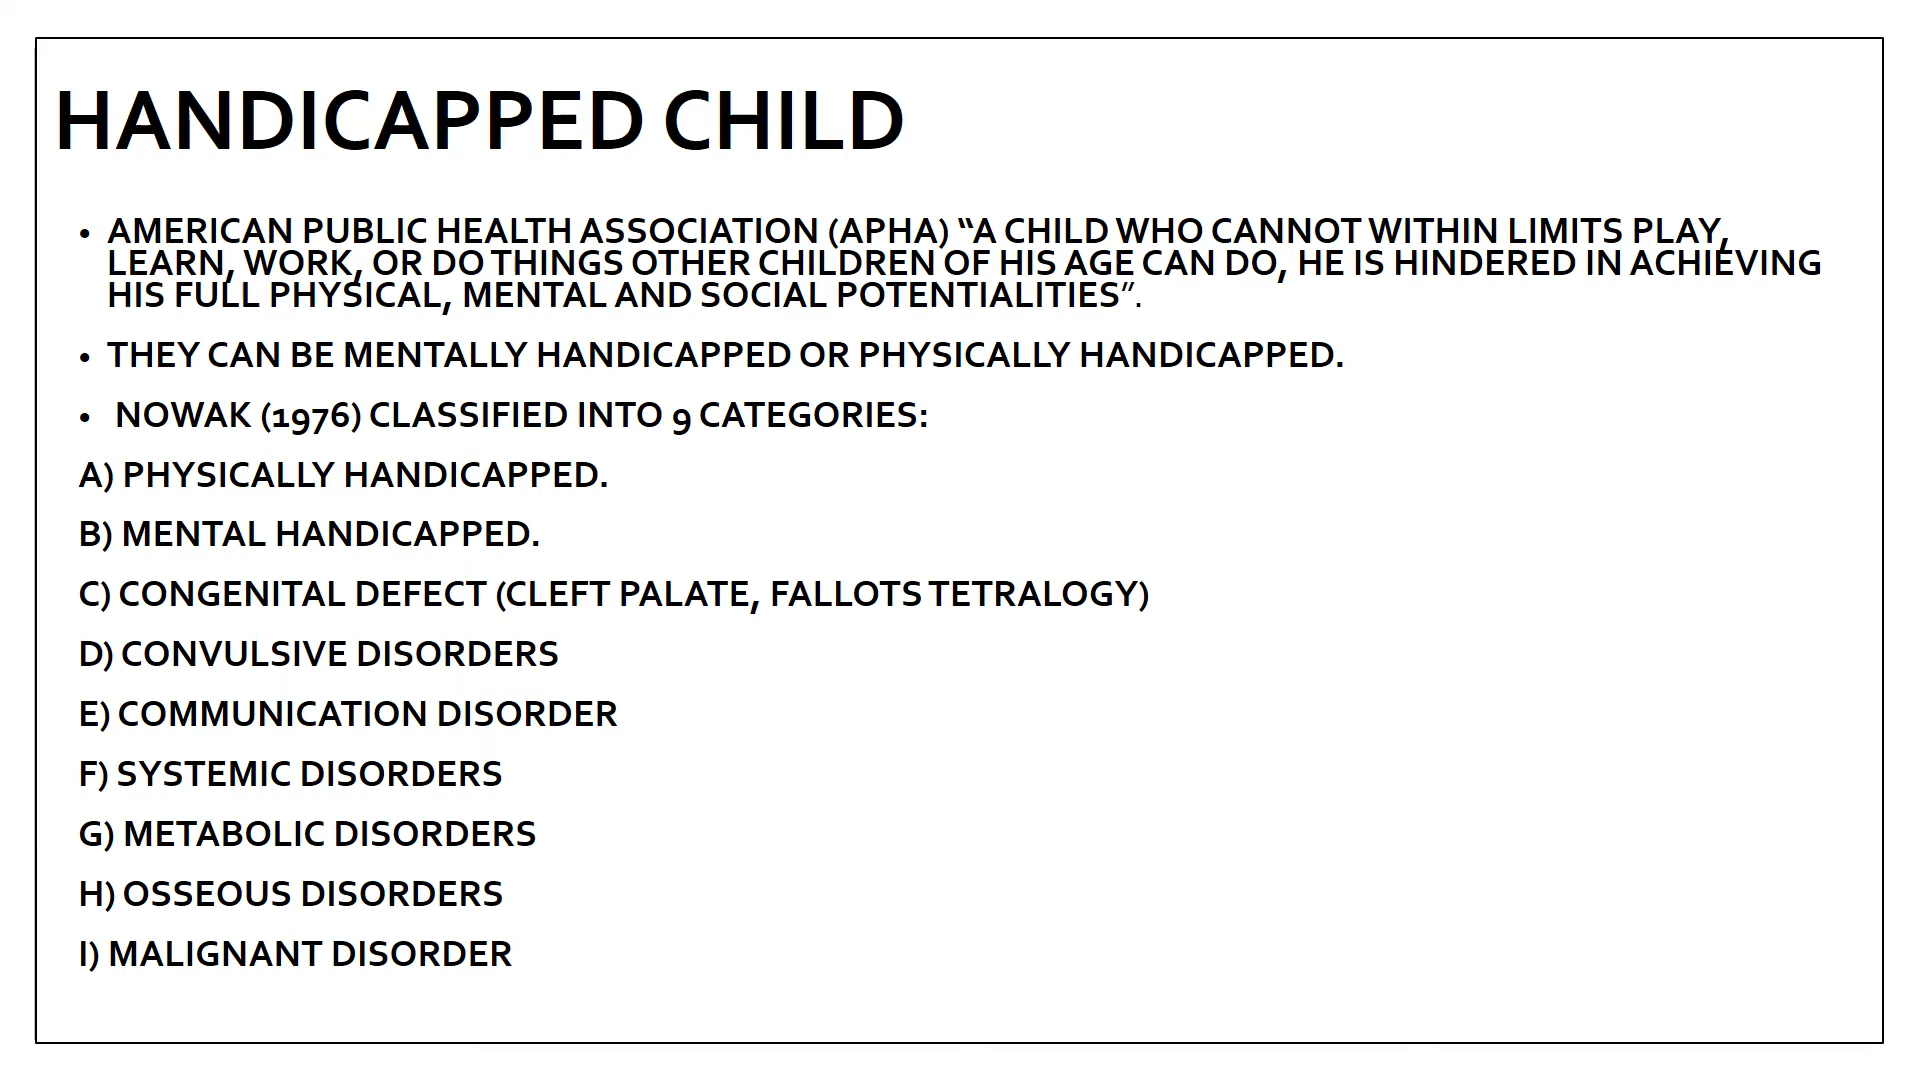 HANDICAPPED CHILD
• AMERICAN PUBLIC HEALTH ASSOCIATION (APHA) “A CHILD WHO CANNOT WITHIN LIMITS PLAY,
LEARN, WORK, OR DO THINGS OTHER CHILDREN OF HIS AGE CAN DO, HE IS HINDERED IN ACHIEVING
HIS FULL PHYSICAL, MENTAL AND SOCIAL POTENTIALITIES”.
• THEY CAN BE MENTALLY HANDICAPPED OR PHYSICALLY HANDICAPPED.
• NOWAK (1976) CLASSIFIED INTO 9 CATEGORIES:
A) PHYSICALLY HANDICAPPED.
B) MENTAL HANDICAPPED.
C) CONGENITAL DEFECT (CLEFT PALATE, FALLOTS TETRALOGY)
D) CONVULSIVE DISORDERS
E) COMMUNICATION DISORDER
F) SYSTEMIC DISORDERS
G) METABOLIC DISORDERS
H) OSSEOUS DISORDERS
I) MALIGNANT DISORDER